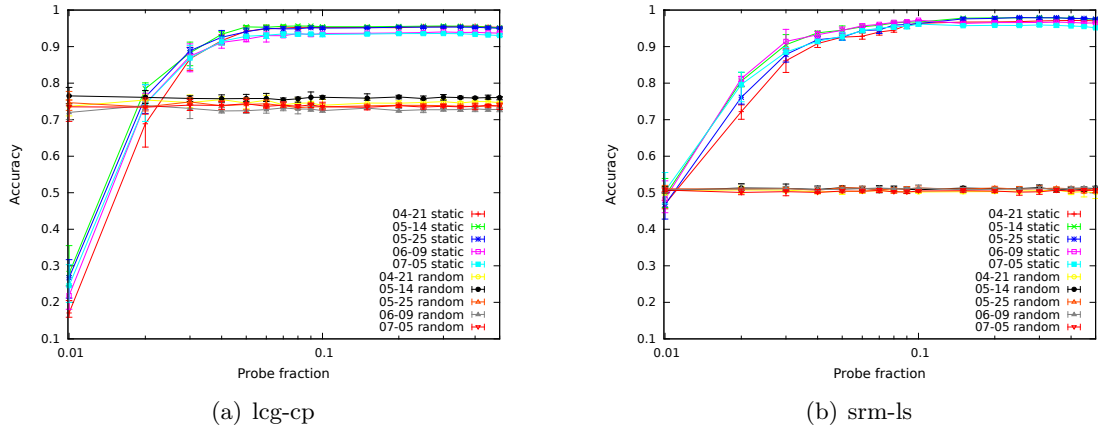 1
0.9
0.8
0.7
0.6
0.5
0.4
0.3
0.2
0.1
Accuracy
0.01
0.1
Probe fraction
04-21 static
05-14 static
05-25 static
06-09 static
07-05 static
04-21 random
05-14 random
05-25 random
06-09 random
07-05 random
(a) lcg-cp
1
0.9
0.8
0.7
0.6
0.5
0.4
0.3
0.2
0.1
Accuracy
0.01
0.1
Probe fraction
04-21 static
05-14 static
05-25 static
06-09 static
07-05 static
04-21 random
05-14 random
05-25 random
06-09 random
07-05 random
(b) srm-ls